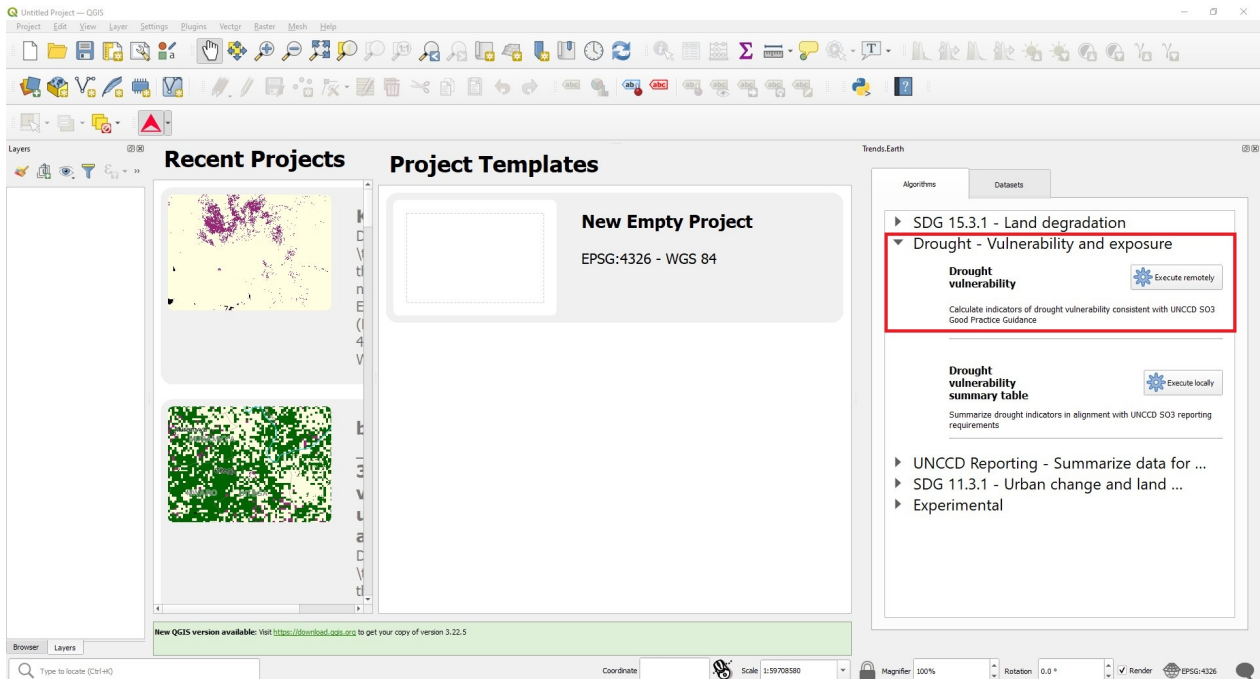 Untitled Project — QGIS
Project Edit View Layer Settings Plugins Vector Raster Mesh Help
Layers
Recent Projects
Project Templates
New Empty Project
EPSG:4326 - WGS 84
Trends.Earth
Algorithms Datasets
SDG 15.3.1 - Land degradation
Drought - Vulnerability and exposure
Drought
vulnerability
Execute remotely
Calculate indicators of drought vulnerability consistent with UNCCD SO3
Good Practice Guidance
Drought
vulnerability
summary table
Execute locally
Summarize drought indicators in alignment with UNCCD SO3 reporting
requirements
UNCCD Reporting - Summarize data for ...
SDG 11.3.1 - Urban change and land ...
Experimental
New QGIS version available: Visit https://download.qgis.org to get your copy of version 3.22.5
Browser Layers
Type to locate (Ctrl+K)
Coordinate
Scale 1:59708580
Magnifier 100%
Rotation 0.0 °
Render
EPSG:4326